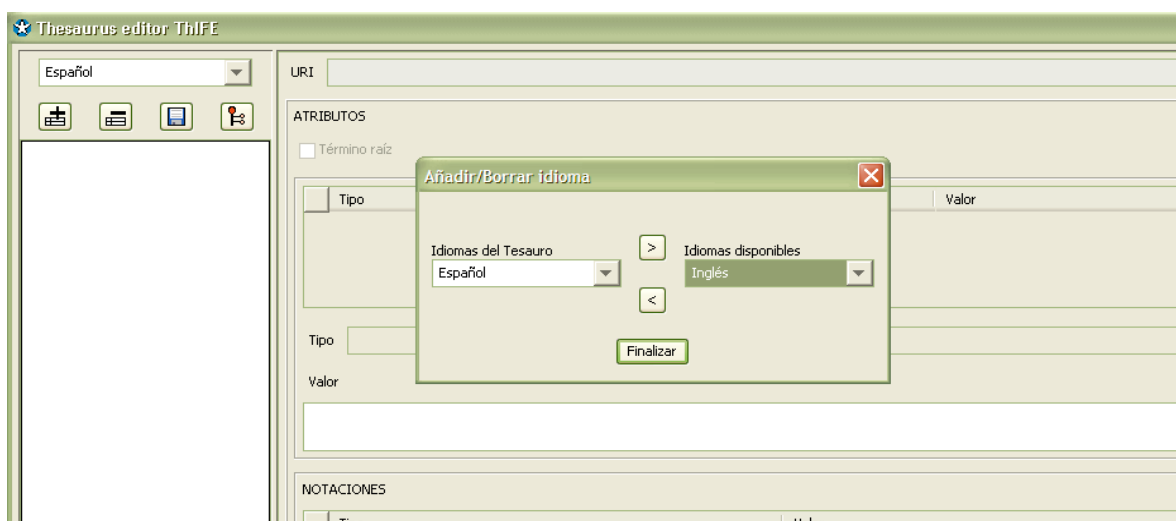 Thesaurus editor ThIFE
Español
URI
ATRIBUTOS
Término raíz
Tipo
Valor
Añadir/Borrar idioma
Idiomas del Tesauro
Español
>
<
Idiomas disponibles
Inglés
Finalizar
Tipo
Valor
NOTACIONES